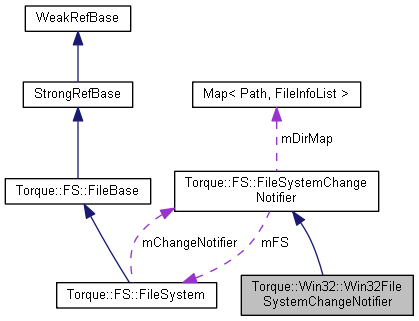 WeakRefBase
StrongRefBase
Map< Path, FileInfoList >
mDirMap
Torque::FS::FileBase
Torque::FS::FileSystemChange
Notifier
mChangeNotifier
mFS
Torque::FS::FileSystem
Torque::Win32::Win32File
SystemChangeNotifier